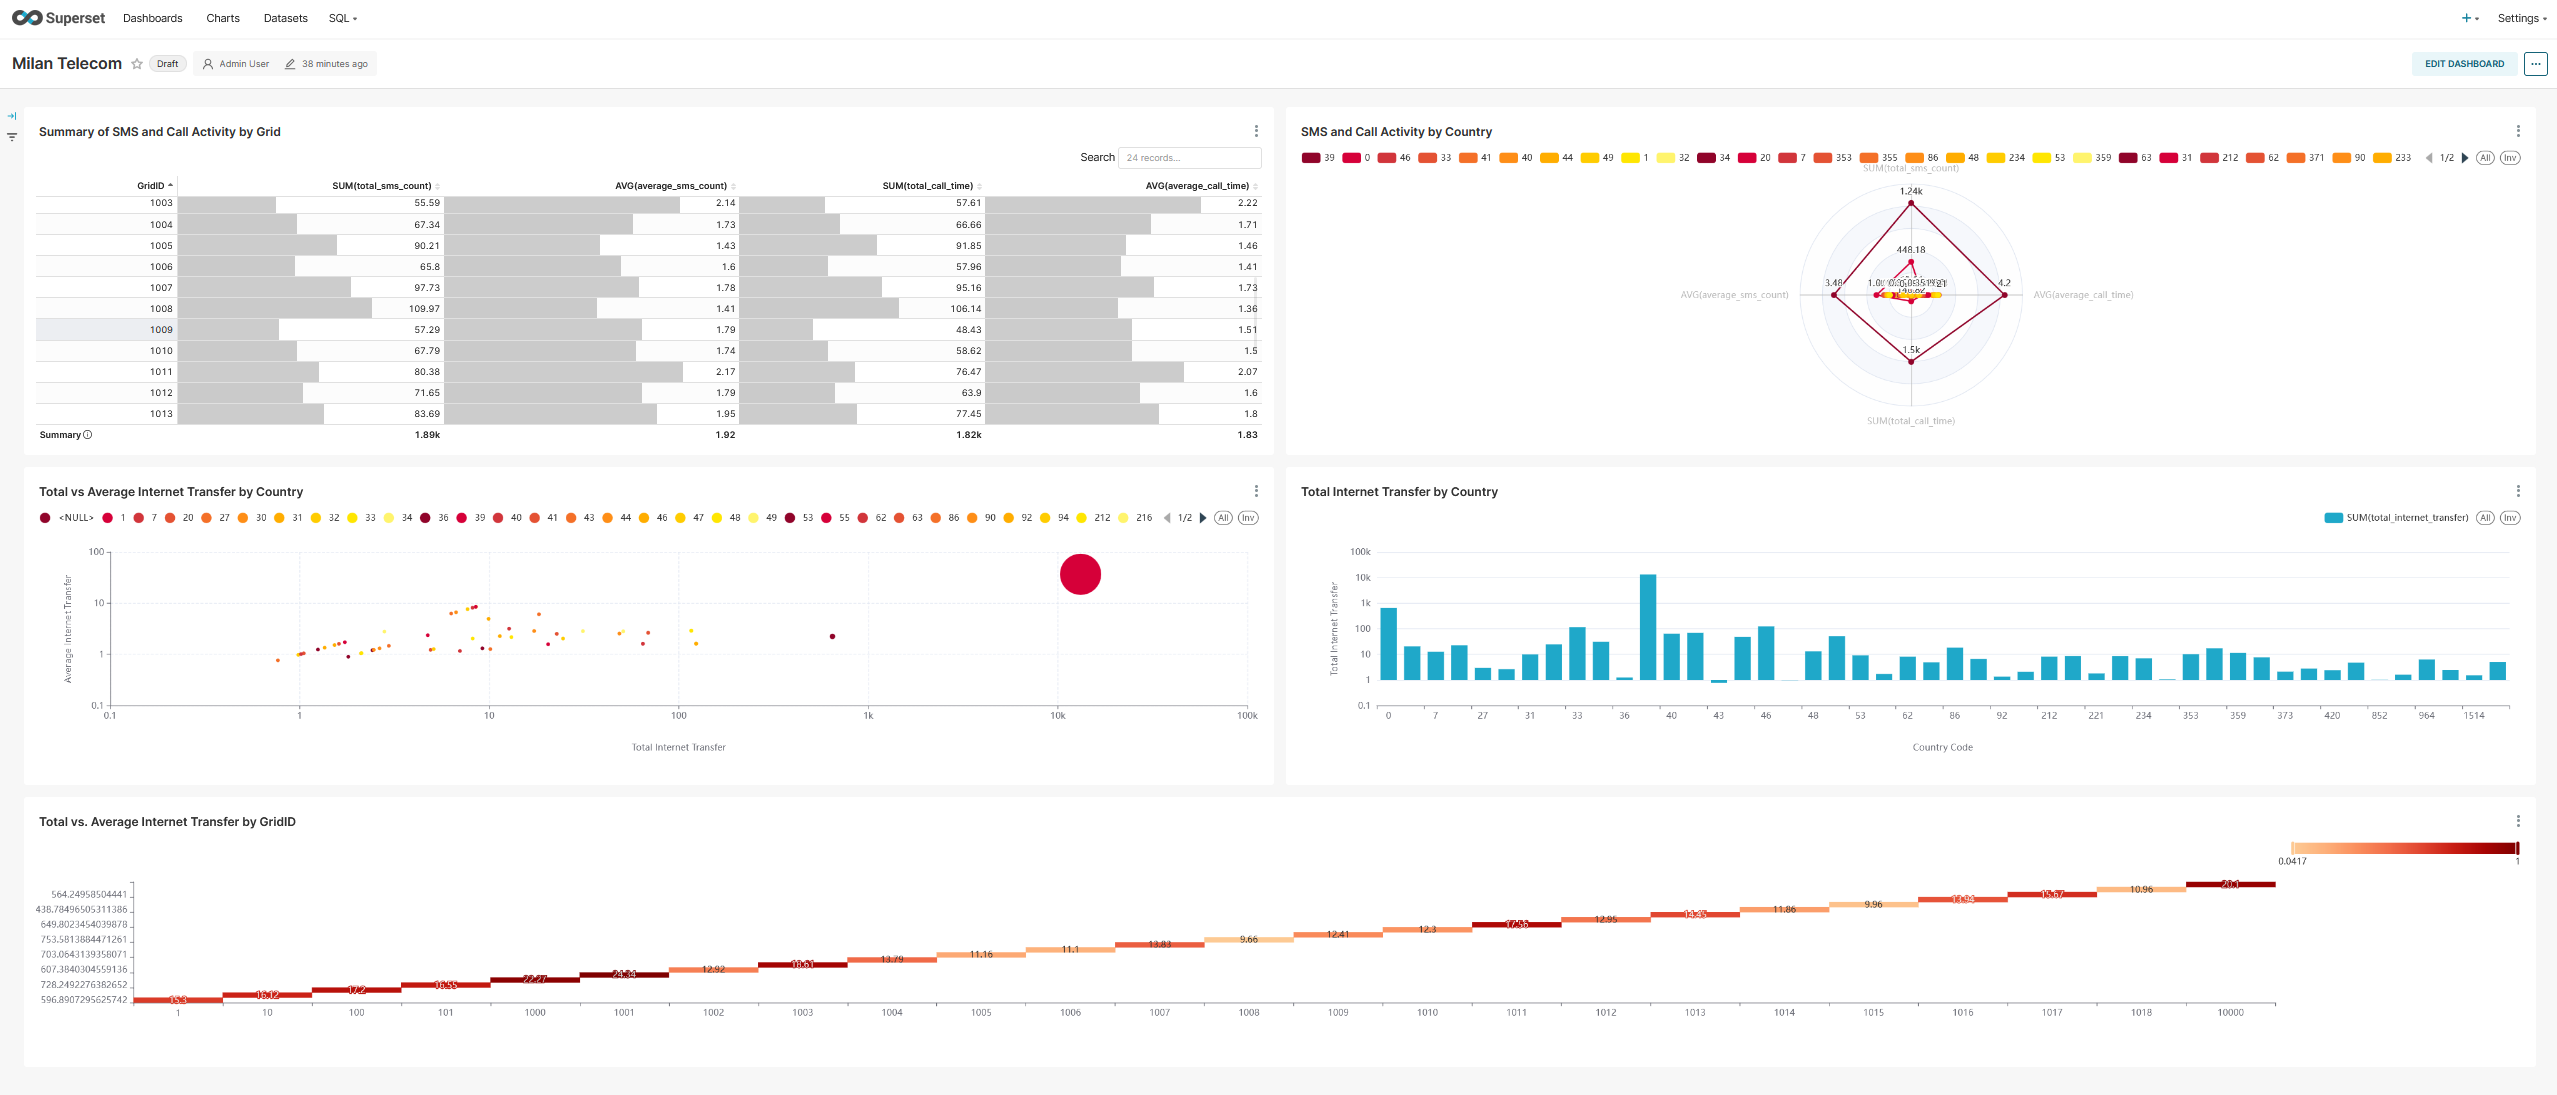 Superset Dashboards Charts Datasets SQL Settings
Milan Telecom Draft Admin User 38 minutes ago EDIT DASHBOARD
Summary of SMS and Call Activity by Grid
Search 24 records...
GridID SUM(total_sms_count) AVG(average_sms_count) SUM(total_call_time) AVG(average_call_time)
1003 55.59 2.14 57.61 2.22
1004 67.34 1.73 66.66 1.71
1005 90.21 1.43 91.85 1.46
1006 65.8 1.6 57.96 1.41
1007 97.73 1.78 95.16 1.73
1008 109.97 1.41 106.14 1.36
1009 57.29 1.79 48.43 1.51
1010 67.79 1.74 58.62 1.5
1011 80.38 2.17 76.47 2.07
1012 71.65 1.79 63.9 1.6
1013 83.69 1.95 77.45 1.8
Summary 1.89k 1.92 1.82k 1.83
SMS and Call Activity by Country
39 0 46 33 41 40 44 49 1 32 34 20 7 353 355 86 48 234 53 359 63 31 212 62 371 90 233 1/2 All Inv
SUM(total_sms_count)
1.24k
448.18
3.48 4.2
AVG(average_sms_count) AVG(average_call_time)
1.5k
SUM(total_call_time)
Total vs Average Internet Transfer by Country
<NULL> 1 7 20 27 30 31 32 33 34 36 39 40 41 43 44 46 47 48 49 53 55 62 63 86 90 92 94 212 216 1/2 All Inv
Average Internet Transfer
100
10
1
0.1
0.1 1 10 100 1k 10k 100k
Total Internet Transfer
Total Internet Transfer by Country
SUM(total_internet_transfer) All Inv
Total Internet Transfer
100k
10k
1k
100
10
1
0.1
0 7 27 31 33 36 40 43 46 48 53 62 86 92 212 221 234 353 359 373 420 852 964 1514
Country Code
Total vs. Average Internet Transfer by GridID
0.0417 1
564.24958504441
438.78496505311386
649.8023454039878
753.5813884471261
703.0643139358071
607.3840304559136
728.2492276382652
596.8907295625742
15.3 16.12 17.2 16.55 22.27 24.34 12.92 18.61 13.79 11.16 11.1 13.83 9.66 12.41 12.3 17.56 12.95 14.45 11.86 9.96 13.94 15.67 10.96 20.1
1 10 100 101 1000 1001 1002 1003 1004 1005 1006 1007 1008 1009 1010 1011 1012 1013 1014 1015 1016 1017 1018 10000